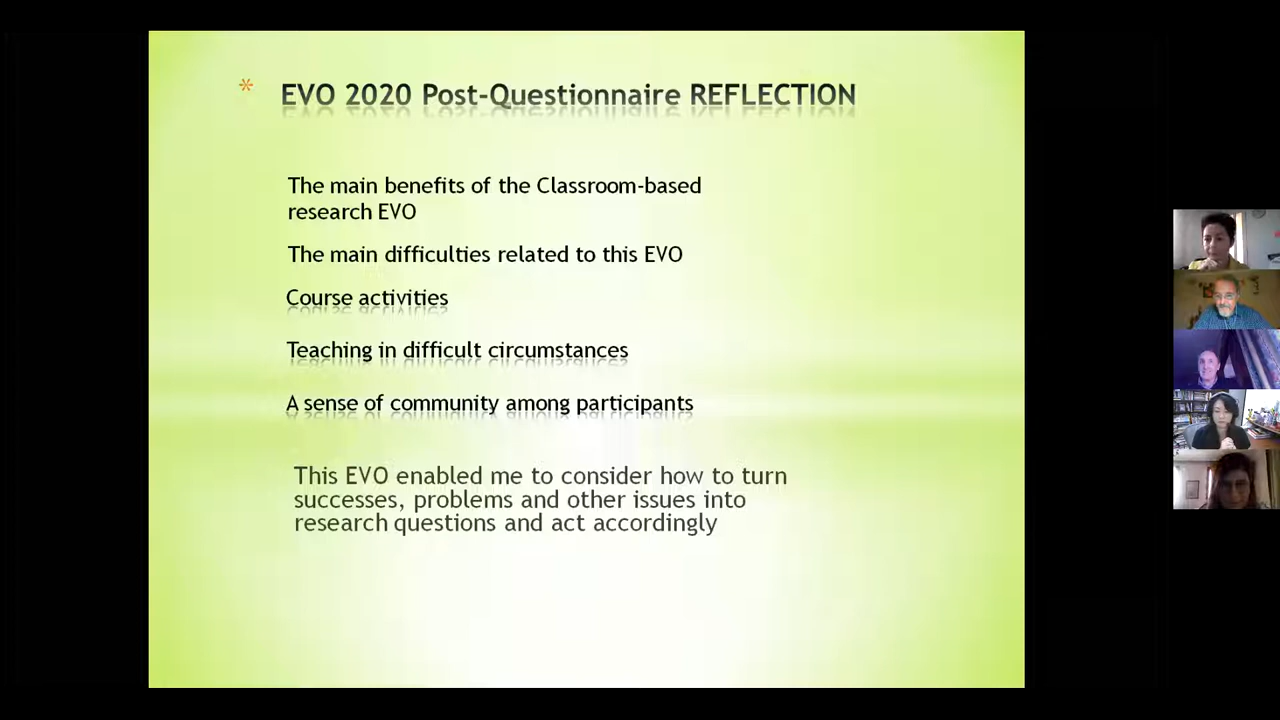 * EVO 2020 Post-Questionnaire REFLECTION
The main benefits of the Classroom-based
research EVO
The main difficulties related to this EVO
Course activities
Teaching in difficult circumstances
A sense of community among participants
This EVO enabled me to consider how to turn
successes, problems and other issues into
research questions and act accordingly